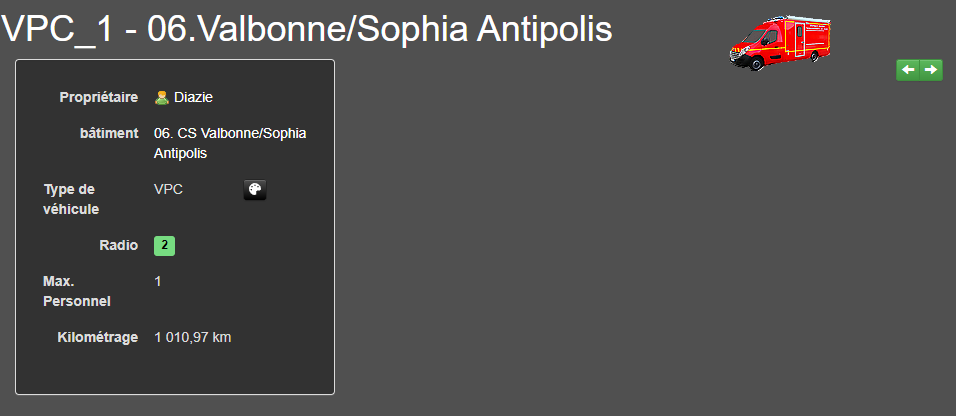 VPC_1 - 06.Valbonne/Sophia Antipolis
Propriétaire Diazie
bâtiment 06. CS Valbonne/Sophia
Antipolis
Type de VPC
véhicule
Radio 2
Max. 1
Personnel
Kilométrage 1 010,97 km